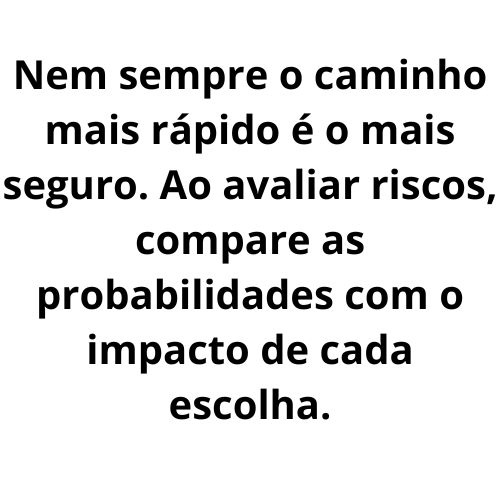 Nem sempre o caminho
mais rápido é o mais
seguro. Ao avaliar riscos,
compare as
probabilidades com o
impacto de cada
escolha.